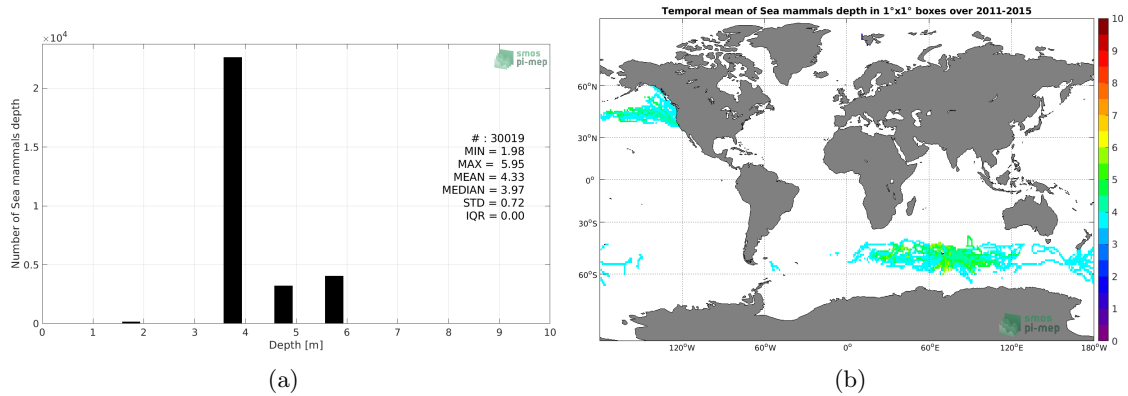 Temporal mean of Sea mammals depth in 1°x1° boxes over 2011-2015
×10⁴
smos
pi-mep
# : 30019
MIN = 1.98
MAX = 5.95
MEAN = 4.33
MEDIAN = 3.97
STD = 0.72
IQR = 0.00
Number of Sea mammals depth
2
1.5
1
0.5
0
0 1 2 3 4 5 6 7 8 9 10
Depth [m]
(a)
60°N
30°N
0°
30°S
60°S
120°W 60°W 0° 60°E 120°E 180°W
smos
pi-mep
10
9
8
7
6
5
4
3
2
1
0
(b)